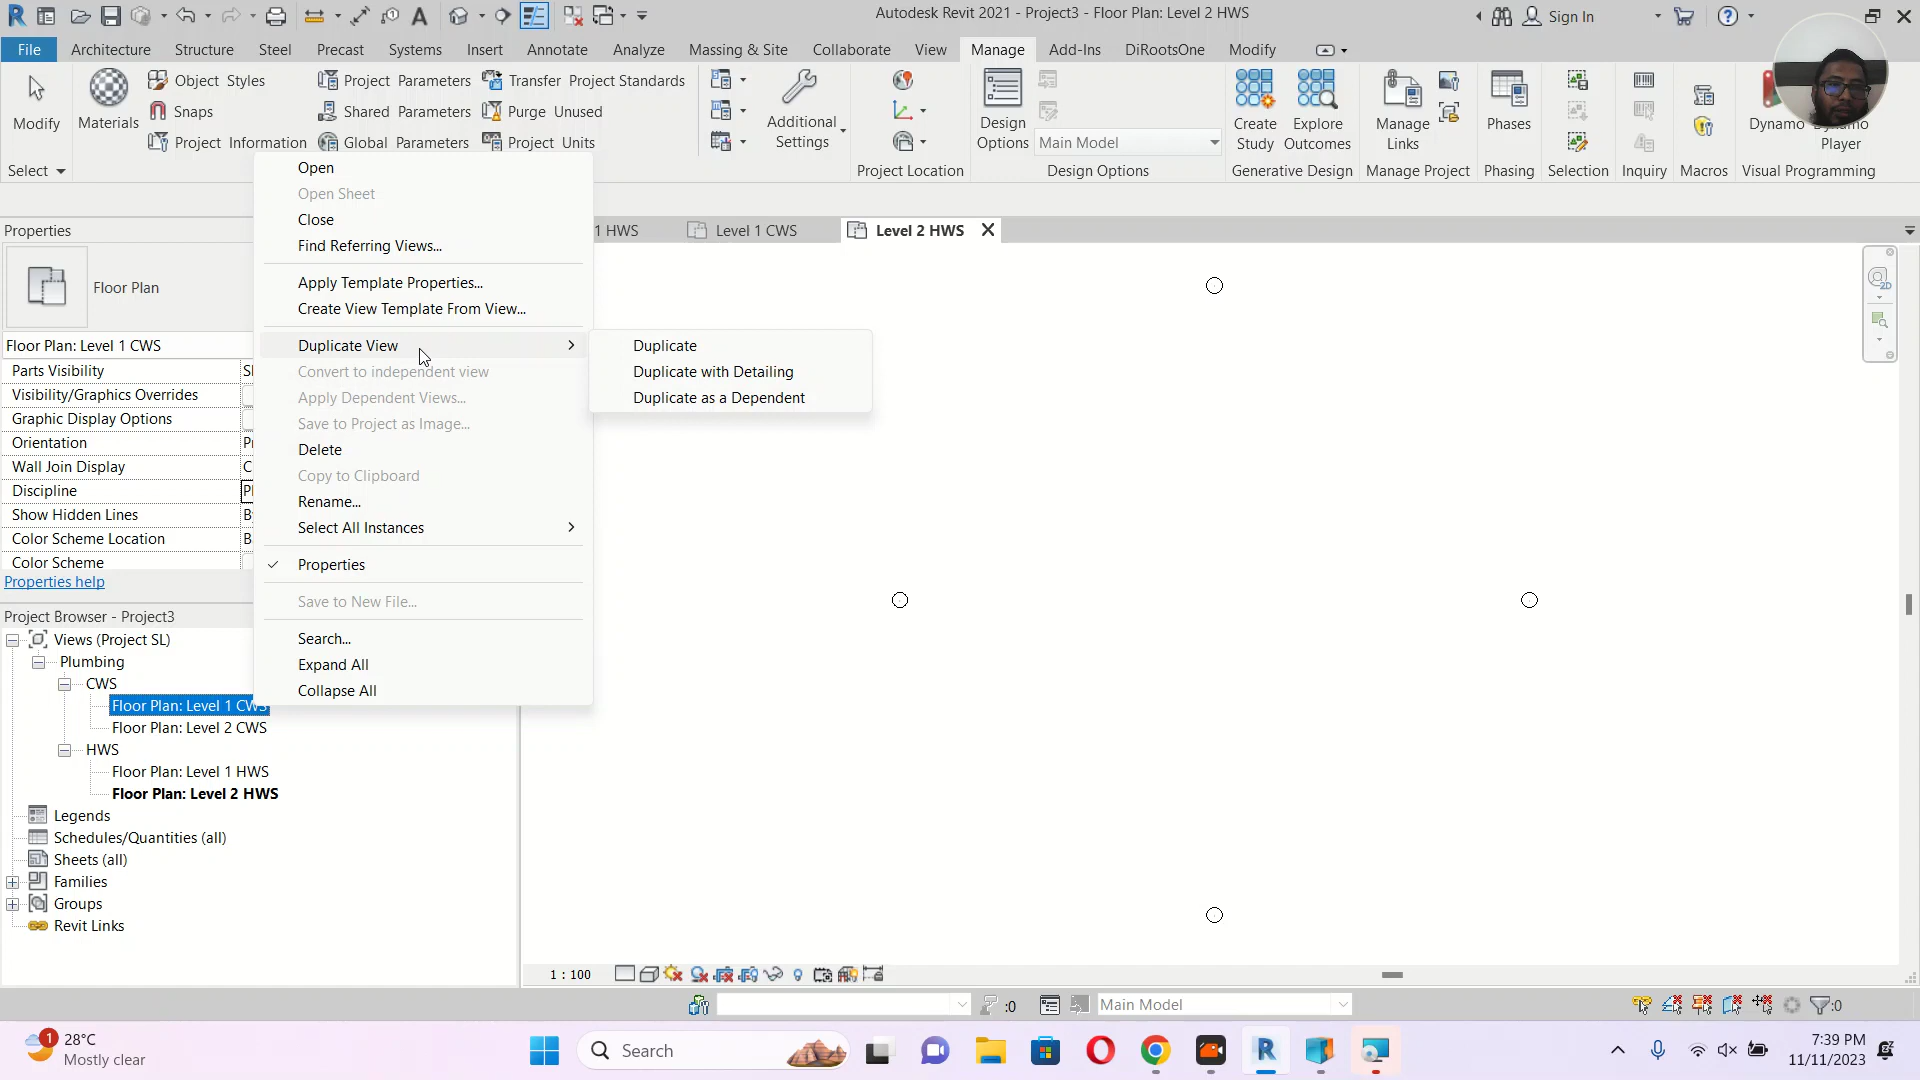 Autodesk Revit 2021 - Project3 - Floor Plan: Level 2 HWS
Sign In
File Architecture Structure Steel Precast Systems Insert Annotate Analyze Massing & Site Collaborate View Manage Add-Ins DiRootsOne Modify
Modify
Materials
Object Styles
Snaps
Project Information
Project Parameters
Shared Parameters
Global Parameters
Transfer Project Standards
Purge Unused
Project Units
Additional Settings
Design Options
Main Model
Create Study
Explore Outcomes
Manage Links
Phases
Dynamo
Dynamo Player
Select
Project Location
Design Options
Generative Design
Manage Project
Phasing
Selection
Inquiry
Macros
Visual Programming
Properties
Floor Plan
Floor Plan: Level 1 CWS
Parts Visibility
Visibility/Graphics Overrides
Graphic Display Options
Orientation
Wall Join Display
Discipline
Show Hidden Lines
Color Scheme Location
Color Scheme
Properties help
Open
Open Sheet
Close
Find Referring Views...
Apply Template Properties...
Create View Template From View...
Duplicate View
Convert to independent view
Apply Dependent Views...
Save to Project as Image...
Delete
Copy to Clipboard
Rename...
Select All Instances
Properties
Save to New File...
Search...
Expand All
Collapse All
Duplicate
Duplicate with Detailing
Duplicate as a Dependent
1 HWS
Level 1 CWS
Level 2 HWS
2D
Project Browser - Project3
Views (Project SL)
Plumbing
CWS
Floor Plan: Level 1 CWS
Floor Plan: Level 2 CWS
HWS
Floor Plan: Level 1 HWS
Floor Plan: Level 2 HWS
Legends
Schedules/Quantities (all)
Sheets (all)
Families
Groups
Revit Links
1 : 100
:0
Main Model
:0
1
28°C
Mostly clear
Search
7:39 PM
11/11/2023